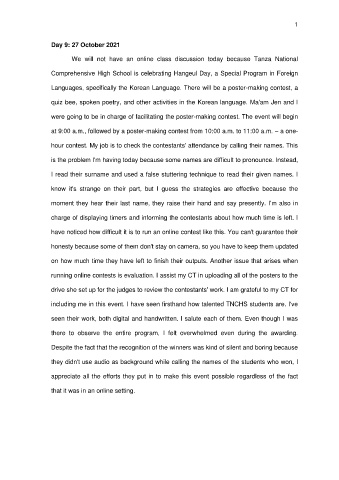 1
Day 9: 27 October 2021
We will not have an online class discussion today because Tanza National
Comprehensive High School is celebrating Hangeul Day, a Special Program in Foreign
Languages, specifically the Korean Language. There will be a poster-making contest, a
quiz bee, spoken poetry, and other activities in the Korean language. Ma'am Jen and I
were going to be in charge of facilitating the poster-making contest. The event will begin
at 9:00 a.m., followed by a poster-making contest from 10:00 a.m. to 11:00 a.m. – a one-
hour contest. My job is to check the contestants' attendance by calling their names. This
is the problem I'm having today because some names are difficult to pronounce. Instead,
I read their surname and used a false stuttering technique to read their given names. I
know it's strange on their part, but I guess the strategies are effective because the
moment they hear their last name, they raise their hand and say presently. I'm also in
charge of displaying timers and informing the contestants about how much time is left. I
have noticed how difficult it is to run an online contest like this. You can't guarantee their
honesty because some of them don't stay on camera, so you have to keep them updated
on how much time they have left to finish their outputs. Another issue that arises when
running online contests is evaluation. I assist my CT in uploading all of the posters to the
drive she set up for the judges to review the contestants' work. I am grateful to my CT for
including me in this event. I have seen firsthand how talented TNCHS students are. I've
seen their work, both digital and handwritten. I salute each of them. Even though I was
there to observe the entire program, I felt overwhelmed even during the awarding.
Despite the fact that the recognition of the winners was kind of silent and boring because
they didn't use audio as background while calling the names of the students who won, I
appreciate all the efforts they put in to make this event possible regardless of the fact
that it was in an online setting.